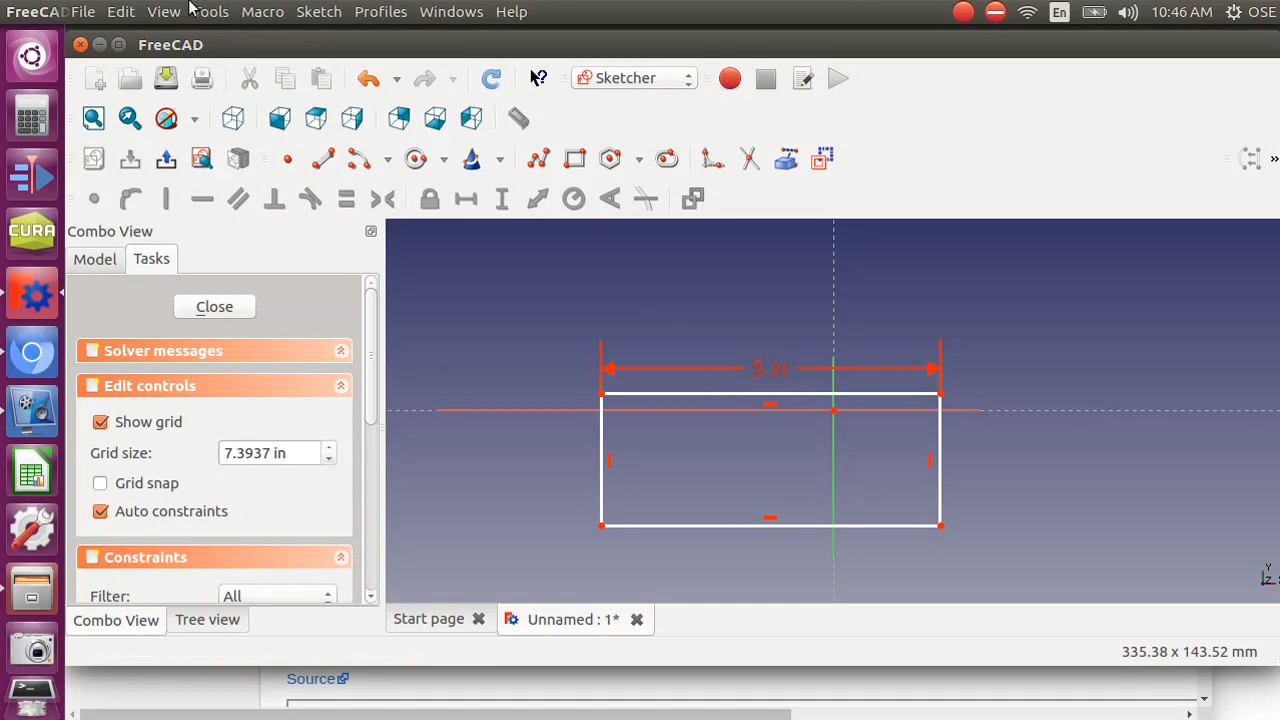 FreeCAD File Edit View Tools Macro Sketch Profiles Windows Help En 10:46 AM OSE
FreeCAD
Sketcher
CURA
Combo View
Model Tasks
Close
Solver messages
Edit controls
Show grid
Grid size: 7.3937 in
Grid snap
Auto constraints
Constraints
Filter: All
5 in
Y
Z
Combo View Tree view
Start page Unnamed : 1*
335.38 x 143.52 mm
Source